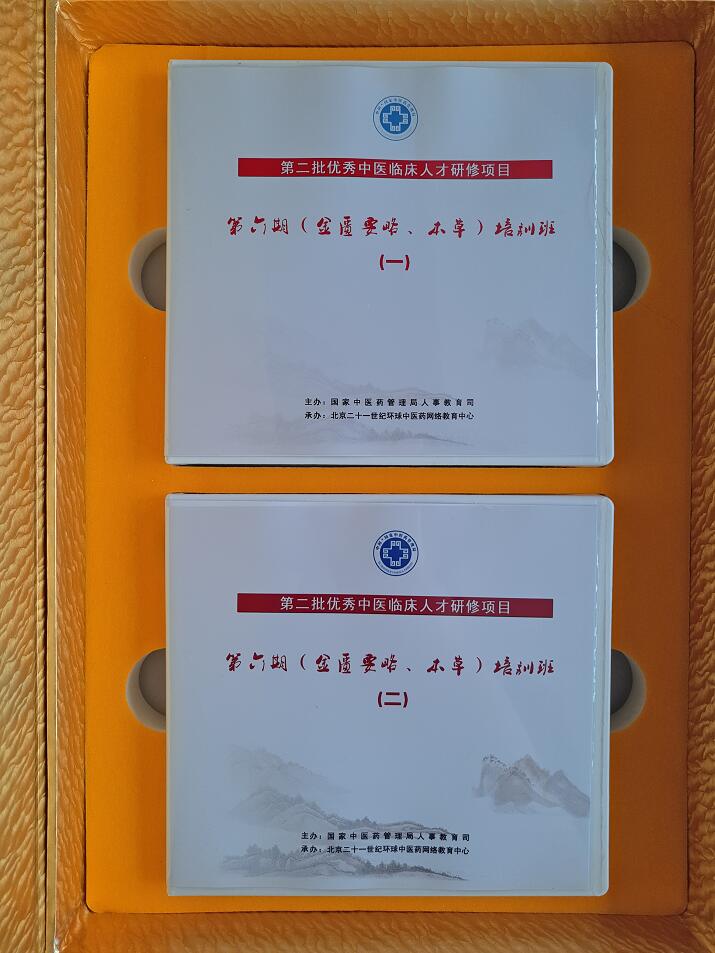 第二批优秀中医临床人才研修项目
第六期（金匮要略、本草）培训班
(一)
主办：国家中医药管理局人事教育司
承办：北京二十一世纪环球中医药网络教育中心
第二批优秀中医临床人才研修项目
第六期（金匮要略、本草）培训班
(二)
主办：国家中医药管理局人事教育司
承办：北京二十一世纪环球中医药网络教育中心